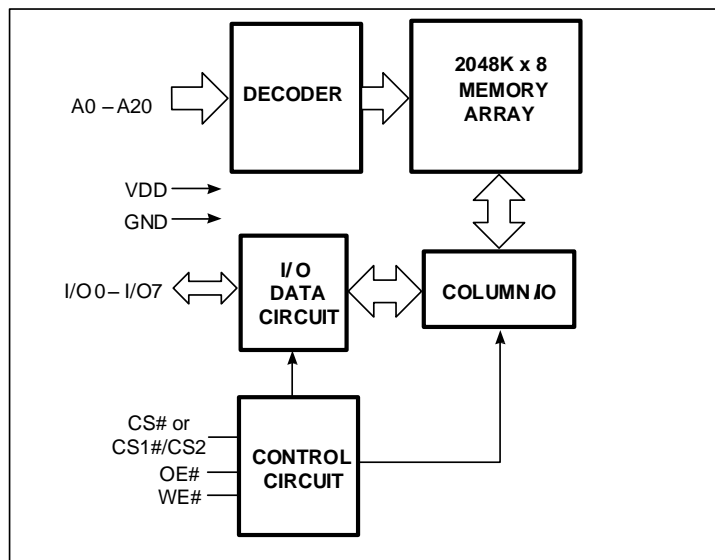 A0 – A20
DECODER
2048K x 8
MEMORY
ARRAY
VDD
GND
I/O0 – I/O7
I/O
DATA
CIRCUIT
COLUMN I/O
CS# or
CS1#/CS2
OE#
WE#
CONTROL
CIRCUIT